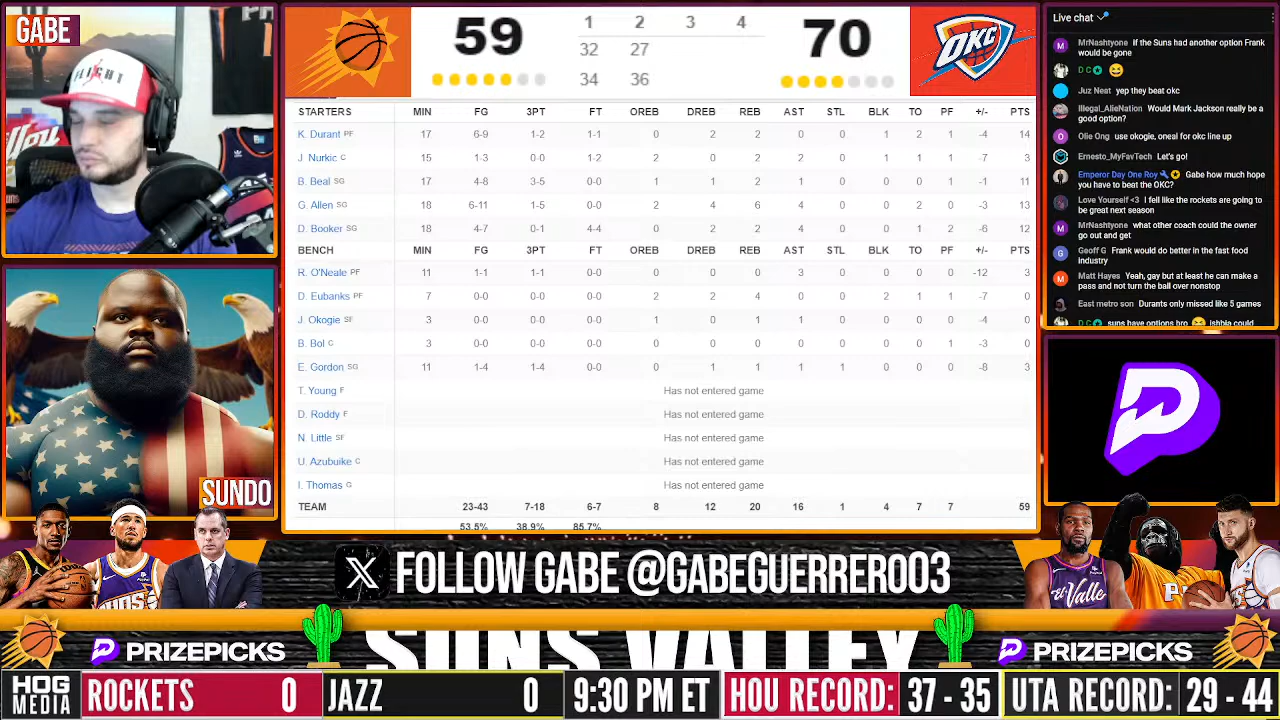 GABE
59
1 2 3 4
32 27
34 36
70
OKC
STARTERS MIN FG 3PT FT OREB DREB REB AST STL BLK TO PF +/- PTS
K. Durant PF 17 6-9 1-2 1-1 0 2 2 0 0 1 2 1 -4 14
J. Nurkic C 15 1-3 0-0 1-2 2 0 2 2 0 1 1 1 -7 3
B. Beal SG 17 4-8 3-5 0-0 1 1 2 1 0 0 0 1 -1 11
G. Allen SG 18 6-11 1-5 0-0 2 4 6 4 0 0 2 0 -3 13
D. Booker SG 18 4-7 0-1 4-4 0 2 2 4 0 0 1 2 -6 12
BENCH MIN FG 3PT FT OREB DREB REB AST STL BLK TO PF +/- PTS
R. O'Neale PF 11 1-1 1-1 0-0 0 0 0 3 0 0 0 0 -12 3
D. Eubanks PF 7 0-0 0-0 0-0 2 2 4 0 0 2 1 1 -7 0
J. Okogie SF 3 0-0 0-0 0-0 1 0 1 1 0 0 0 0 -4 0
B. Bol C 3 0-0 0-0 0-0 0 0 0 0 0 0 0 1 -3 0
E. Gordon SG 11 1-4 1-4 0-0 0 1 1 1 1 0 0 0 -8 3
T. Young F Has not entered game
D. Roddy F Has not entered game
N. Little SF Has not entered game
U. Azubuike C Has not entered game
I. Thomas G Has not entered game
TEAM 23-43 7-18 6-7 8 12 20 16 1 4 7 7 59
53.5% 38.9% 85.7%
Live chat
MrNashtyone If the Suns had another option Frank
would be gone
D C 😆
Juz Neat yep they beat okc
Illegal_AlieNation Would Mark Jackson really be a
good option?
Olie Ong use okogie, oneal for okc line up
Ernesto_MyFavTech Let's go!
Emperor Day One Roy Gabe how much hope
you have to beat the OKC?
Love Yourself <3 I fell like the rockets are going to
be great next season
MrNashtyone what other coach could the owner
go out and get
Geoff G Frank would do better in the fast food
industry
Matt Hayes Yeah, gay but at least he can make a
pass and not turn the ball over nonstop
East metro son Durants only missed like 5 games
D C suns have options bro 😆 ishbia could
SUNDO
FOLLOW GABE @GABEGUERRERO03
PRIZEPICKS
SUNS VALLEY
PRIZEPICKS
HOG
MEDIA
ROCKETS 0 JAZZ 0 9:30 PM ET HOU RECORD: 37 - 35 UTA RECORD: 29 - 44